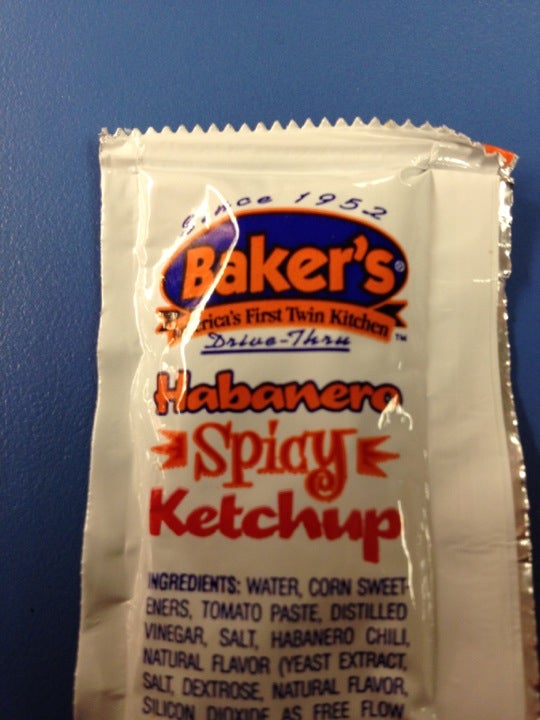 since 1952
Baker's®
America's First Twin Kitchen
Drive-Thru ™
Habanero
Spicy
Ketchup
INGREDIENTS: WATER, CORN SWEET-
ENERS, TOMATO PASTE, DISTILLED
VINEGAR, SALT, HABANERO CHILI,
NATURAL FLAVOR (YEAST EXTRACT,
SALT, DEXTROSE, NATURAL FLAVOR,
SILICON DIOXIDE AS FREE FLOW